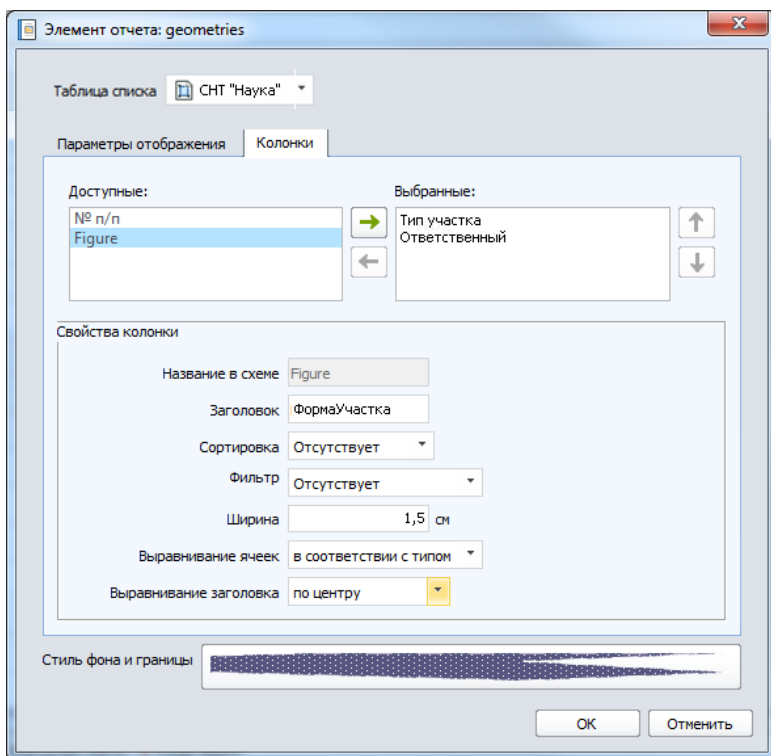 Элемент отчета: geometries
Таблица списка СНТ "Наука"
Параметры отображения Колонки
Доступные: Выбранные:
№ п/п
Figure
Тип участка
Ответственный
Свойства колонки
Название в схеме Figure
Заголовок ФормаУчастка
Сортировка Отсутствует
Фильтр Отсутствует
Ширина 1,5 см
Выравнивание ячеек в соответствии с типом
Выравнивание заголовка по центру
Стиль фона и границы
ОК Отменить